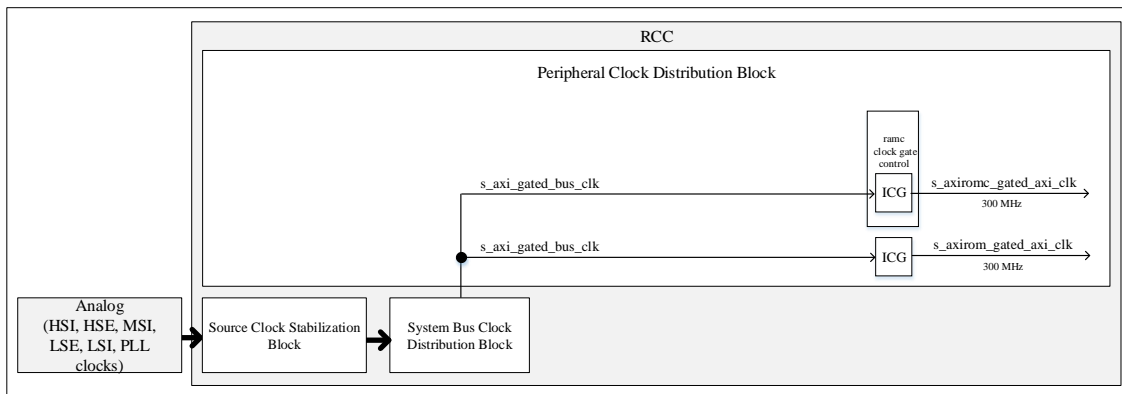 RCC
Peripheral Clock Distribution Block
ramc
clock gate
control
s_axi_gated_bus_clk
ICG
s_axiromc_gated_axi_clk
300 MHz
s_axi_gated_bus_clk
ICG
s_axirom_gated_axi_clk
300 MHz
Analog
(HSI, HSE, MSI,
LSE, LSI, PLL
clocks)
Source Clock Stabilization
Block
System Bus Clock
Distribution Block